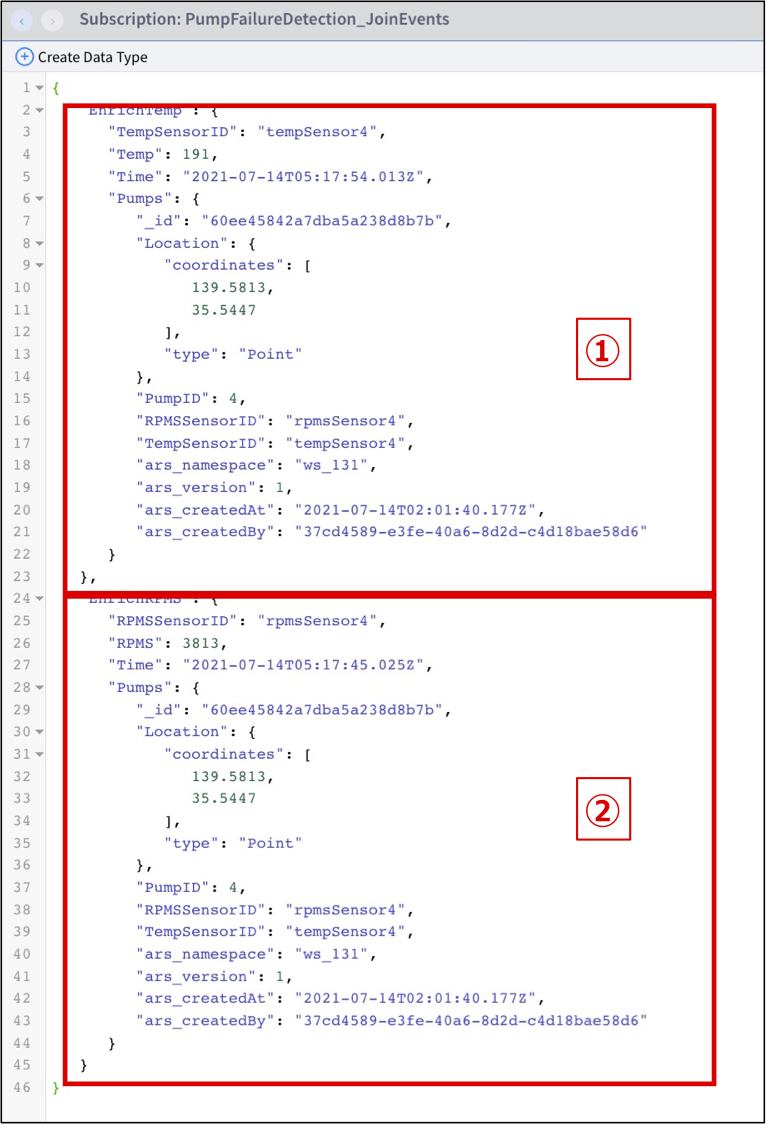 Subscription: PumpFailureDetection_JoinEvents
Create Data Type
1 {
2 "EnrichTemp": {
3 "TempSensorID": "tempSensor4",
4 "Temp": 191,
5 "Time": "2021-07-14T05:17:54.013Z",
6 "Pumps": {
7 "_id": "60ee45842a7dba5a238d8b7b",
8 "Location": {
9 "coordinates": [
10 139.5813,
11 35.5447
12 ],
13 "type": "Point"
14 },
15 "PumpID": 4,
16 "RPMSSensorID": "rpmsSensor4",
17 "TempSensorID": "tempSensor4",
18 "ars_namespace": "ws_131",
19 "ars_version": 1,
20 "ars_createdAt": "2021-07-14T02:01:40.177Z",
21 "ars_createdBy": "37cd4589-e3fe-40a6-8d2d-c4d18bae58d6"
22 }
23 },
①
24 "EnrichRPMS": {
25 "RPMSSensorID": "rpmsSensor4",
26 "RPMS": 3813,
27 "Time": "2021-07-14T05:17:45.025Z",
28 "Pumps": {
29 "_id": "60ee45842a7dba5a238d8b7b",
30 "Location": {
31 "coordinates": [
32 139.5813,
33 35.5447
34 ],
35 "type": "Point"
36 },
37 "PumpID": 4,
38 "RPMSSensorID": "rpmsSensor4",
39 "TempSensorID": "tempSensor4",
40 "ars_namespace": "ws_131",
41 "ars_version": 1,
42 "ars_createdAt": "2021-07-14T02:01:40.177Z",
43 "ars_createdBy": "37cd4589-e3fe-40a6-8d2d-c4d18bae58d6"
44 }
45 }
②
46 }